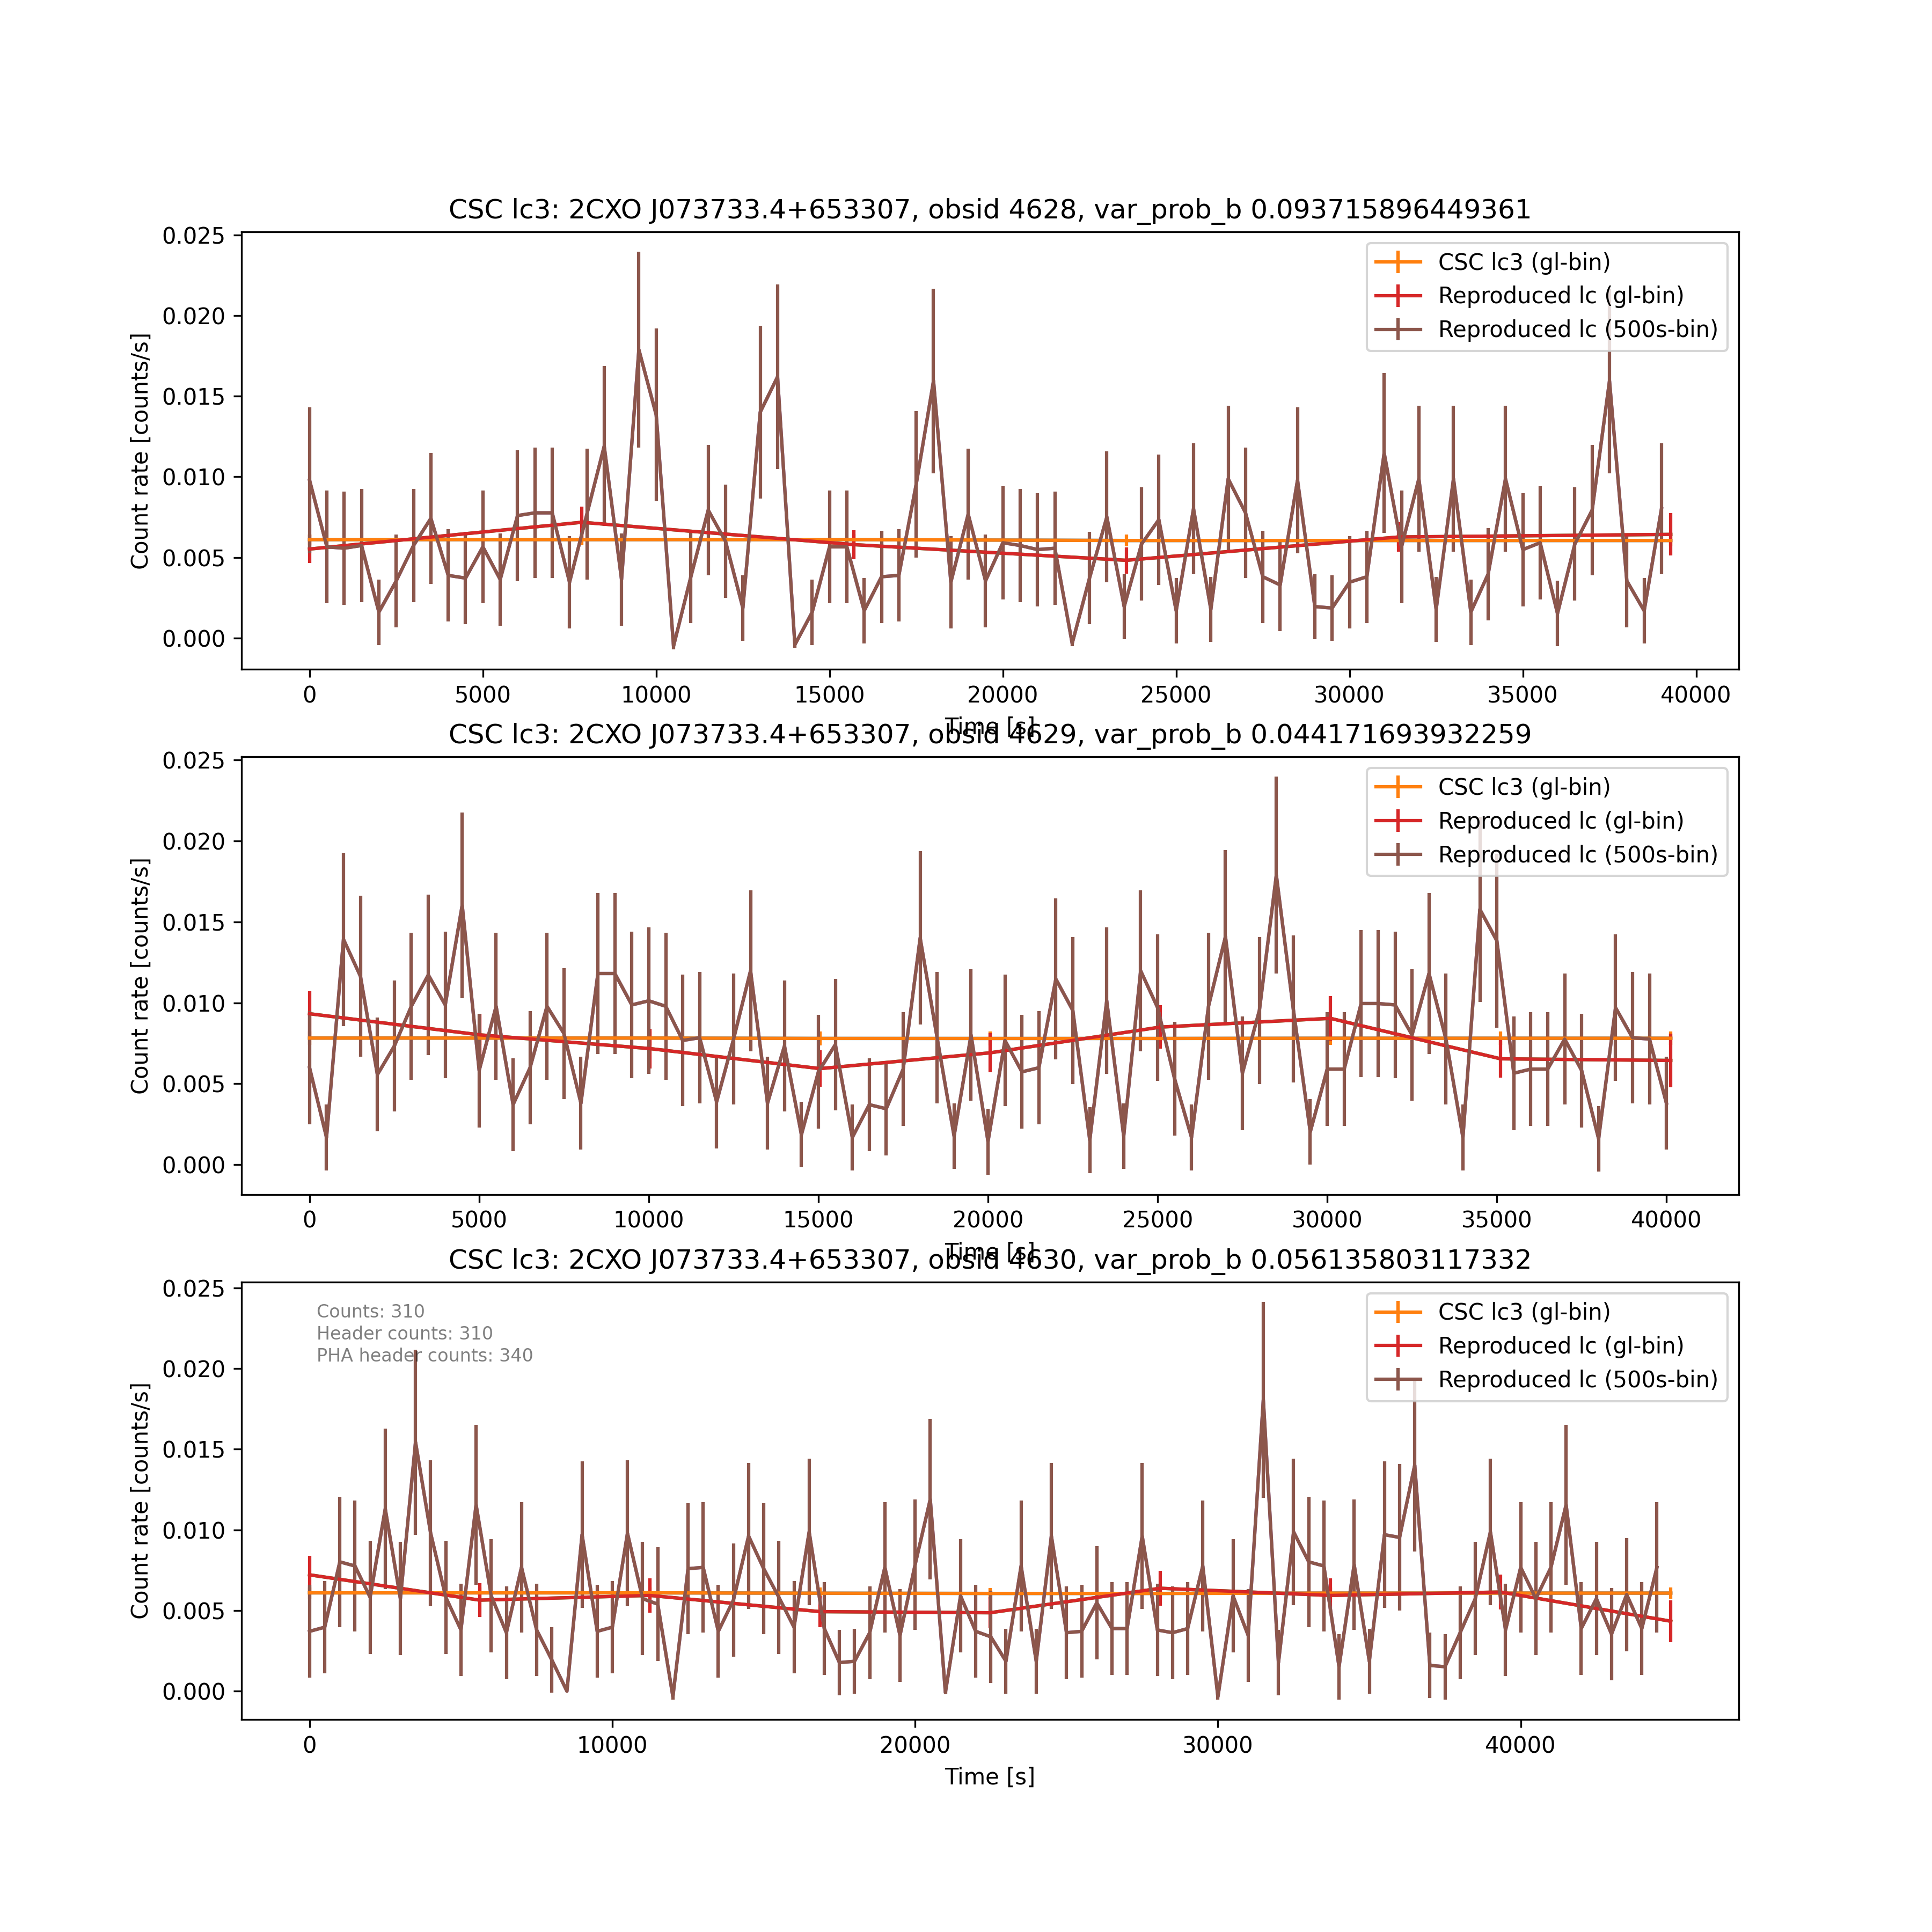 CSC lc3: 2CXO J073733.4+653307, obsid 4628, var_prob_b 0.093715896449361
Count rate [counts/s]
0.025
0.020
0.015
0.010
0.005
0.000
CSC lc3 (gl-bin)
Reproduced lc (gl-bin)
Reproduced lc (500s-bin)
0 5000 10000 15000 20000 25000 30000 35000 40000
Time [s]
CSC lc3: 2CXO J073733.4+653307, obsid 4629, var_prob_b 0.044171693932259
Count rate [counts/s]
0.025
0.020
0.015
0.010
0.005
0.000
CSC lc3 (gl-bin)
Reproduced lc (gl-bin)
Reproduced lc (500s-bin)
0 5000 10000 15000 20000 25000 30000 35000 40000
Time [s]
CSC lc3: 2CXO J073733.4+653307, obsid 4630, var_prob_b 0.056135803117332
Count rate [counts/s]
0.025
0.020
0.015
0.010
0.005
0.000
Counts: 310
Header counts: 310
PHA header counts: 340
CSC lc3 (gl-bin)
Reproduced lc (gl-bin)
Reproduced lc (500s-bin)
0 10000 20000 30000 40000
Time [s]